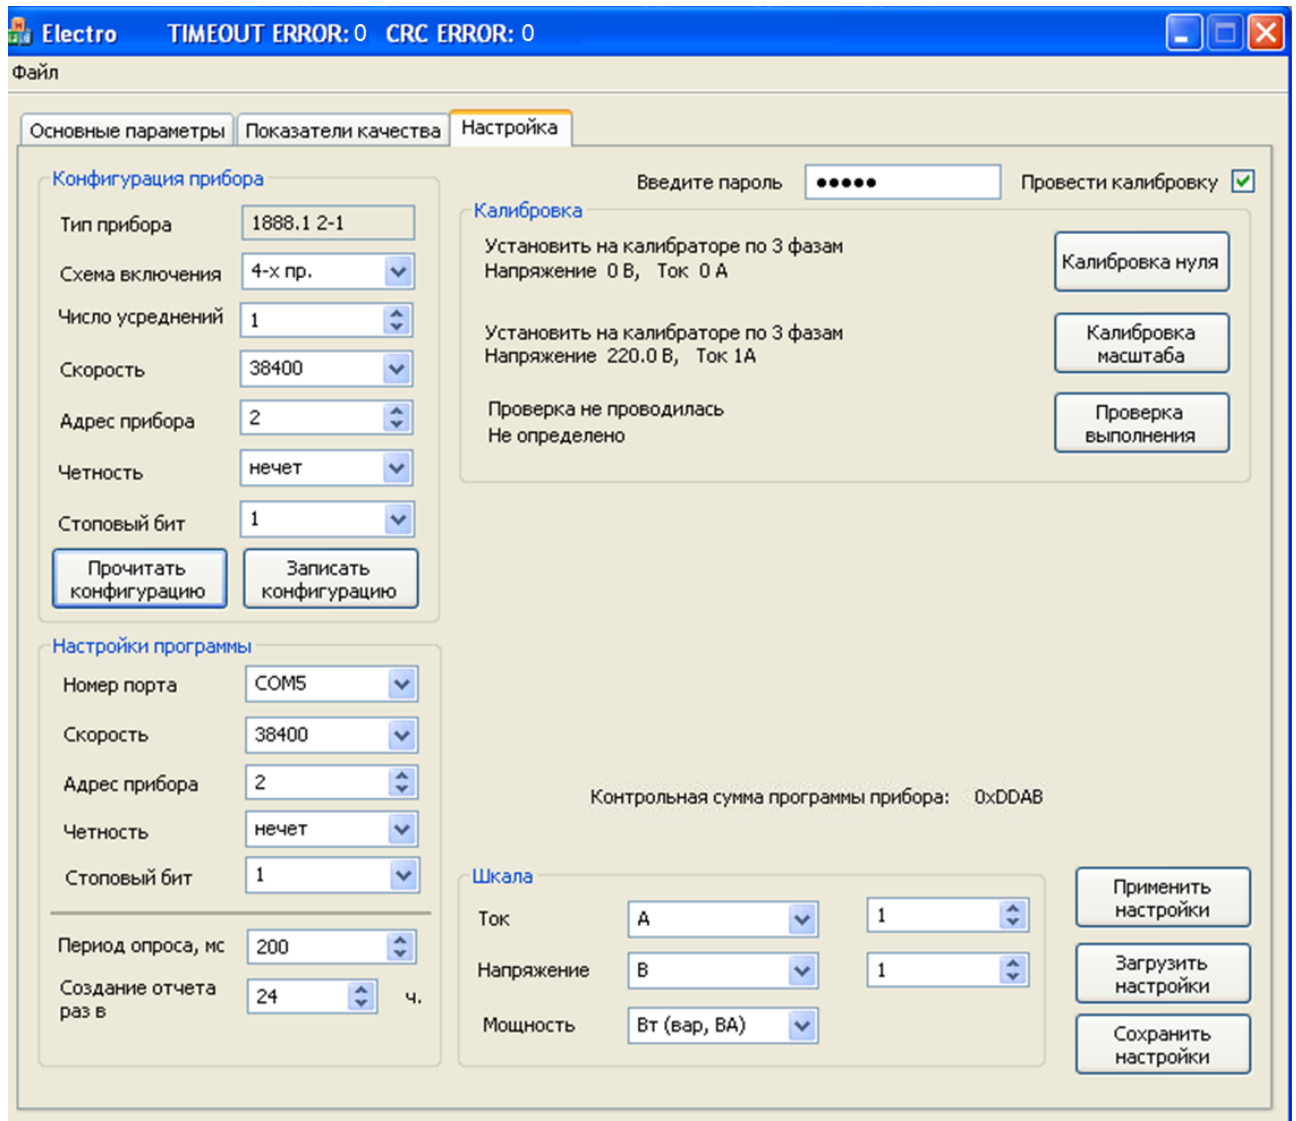 Electro TIMEOUT ERROR: 0 CRC ERROR: 0
Файл
Основные параметры Показатели качества Настройка
Конфигурация прибора
Тип прибора 1888.1 2-1
Схема включения 4-х пр.
Число усреднений 1
Скорость 38400
Адрес прибора 2
Четность нечет
Стоповый бит 1
Прочитать
конфигурацию
Записать
конфигурацию
Настройки программы
Номер порта COM5
Скорость 38400
Адрес прибора 2
Четность нечет
Стоповый бит 1
Период опроса, мс 200
Создание отчета
раз в 24 ч.
Введите пароль ●●●●● Провести калибровку
Калибровка
Установить на калибраторе по 3 фазам
Напряжение 0 В, Ток 0 А
Калибровка нуля
Установить на калибраторе по 3 фазам
Напряжение 220.0 В, Ток 1А
Калибровка
масштаба
Проверка не проводилась
Не определено
Проверка
выполнения
Контрольная сумма программы прибора: 0xDDAB
Шкала
Ток А 1
Напряжение В 1
Мощность Вт (вар, ВА)
Применить
настройки
Загрузить
настройки
Сохранить
настройки